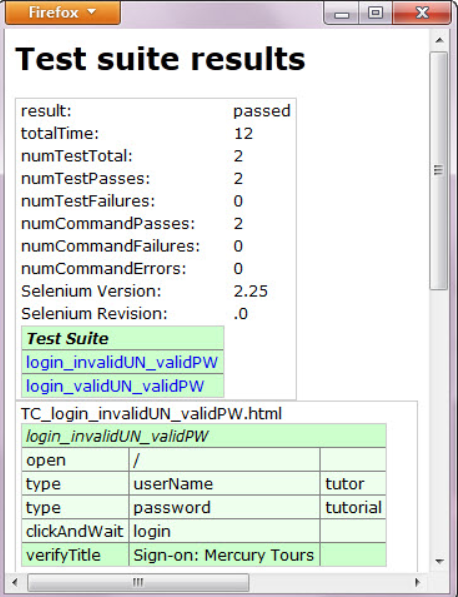 Firefox
Test suite results
result: passed
totalTime: 12
numTestTotal: 2
numTestPasses: 2
numTestFailures: 0
numCommandPasses: 2
numCommandFailures: 0
numCommandErrors: 0
Selenium Version: 2.25
Selenium Revision: .0
Test Suite
login_invalidUN_validPW
login_validUN_validPW
TC_login_invalidUN_validPW.html
login_invalidUN_validPW
open /
type userName tutor
type password tutorial
clickAndWait login
verifyTitle Sign-on: Mercury Tours